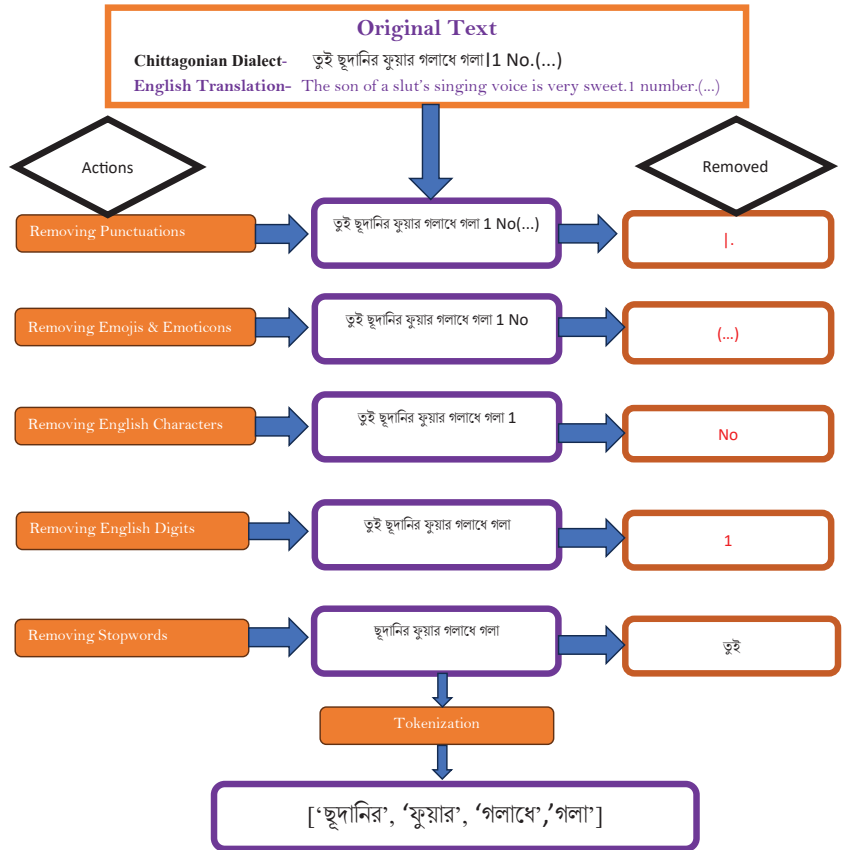 Original Text
Chittagonian Dialect- তুই ছূদানির ফুয়ার গলাধে গলা|1 No.(...)
English Translation- The son of a slut's singing voice is very sweet.1 number.(...)
Actions
Removed
Removing Punctuations
তুই ছূদানির ফুয়ার গলাধে গলা 1 No(...)
|.
Removing Emojis & Emoticons
তুই ছূদানির ফুয়ার গলাধে গলা 1 No
(...)
Removing English Characters
তুই ছূদানির ফুয়ার গলাধে গলা 1
No
Removing English Digits
তুই ছূদানির ফুয়ার গলাধে গলা
1
Removing Stopwords
ছূদানির ফুয়ার গলাধে গলা
তুই
Tokenization
[‘ছূদানির’, ‘ফুয়ার’, ‘গলাধে’,’গলা’]